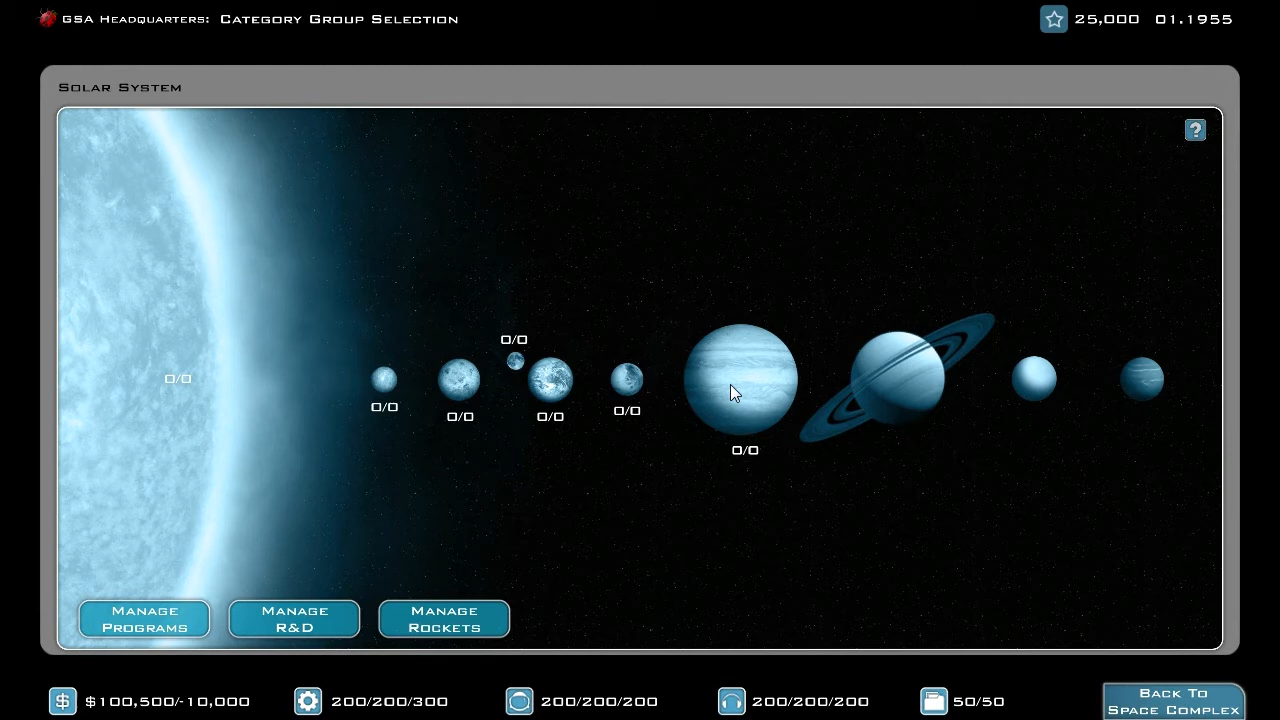 GSA Headquarters: Category Group Selection
25,000 01.1955
Solar System
?
0/0
0/0
0/0
0/0
0/0
0/0
0/0
Manage Programs
Manage R&D
Manage Rockets
$ $100,500/-10,000
200/200/300
200/200/200
200/200/200
50/50
Back To
Space Complex